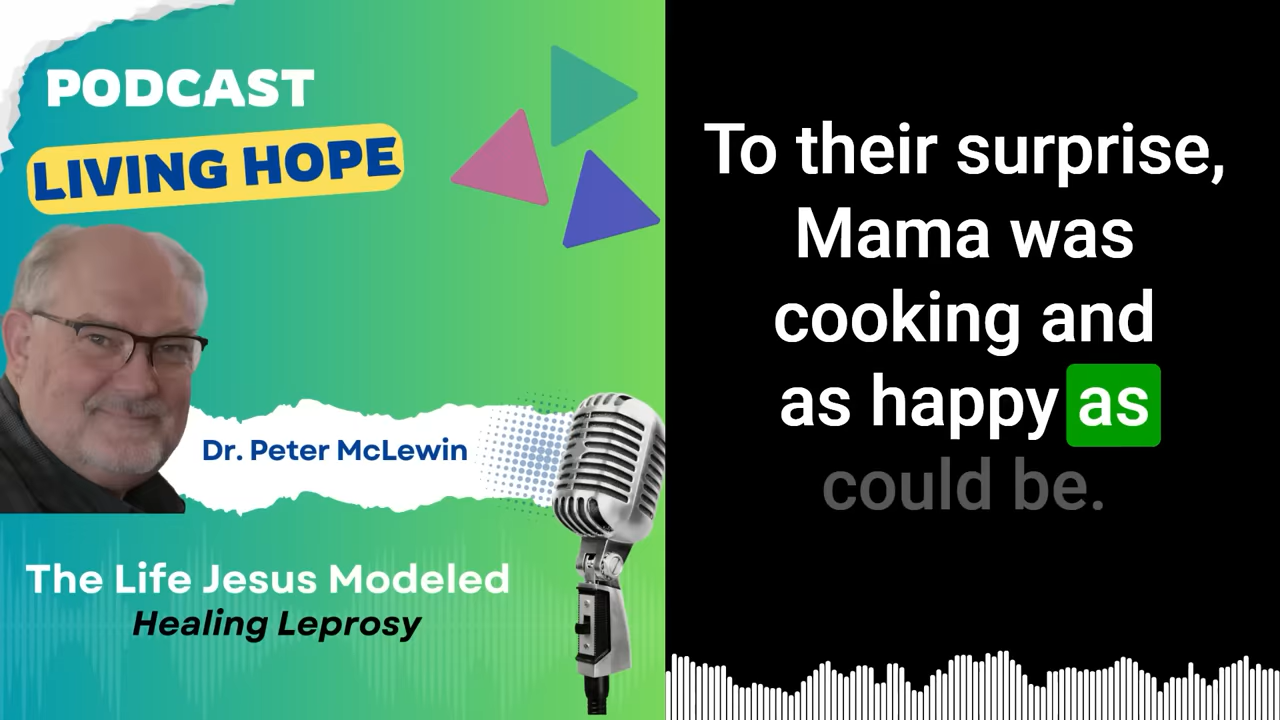 PODCAST
LIVING HOPE
Dr. Peter McLewin
The Life Jesus Modeled
Healing Leprosy
To their surprise,
Mama was
cooking and
as happy as
could be.